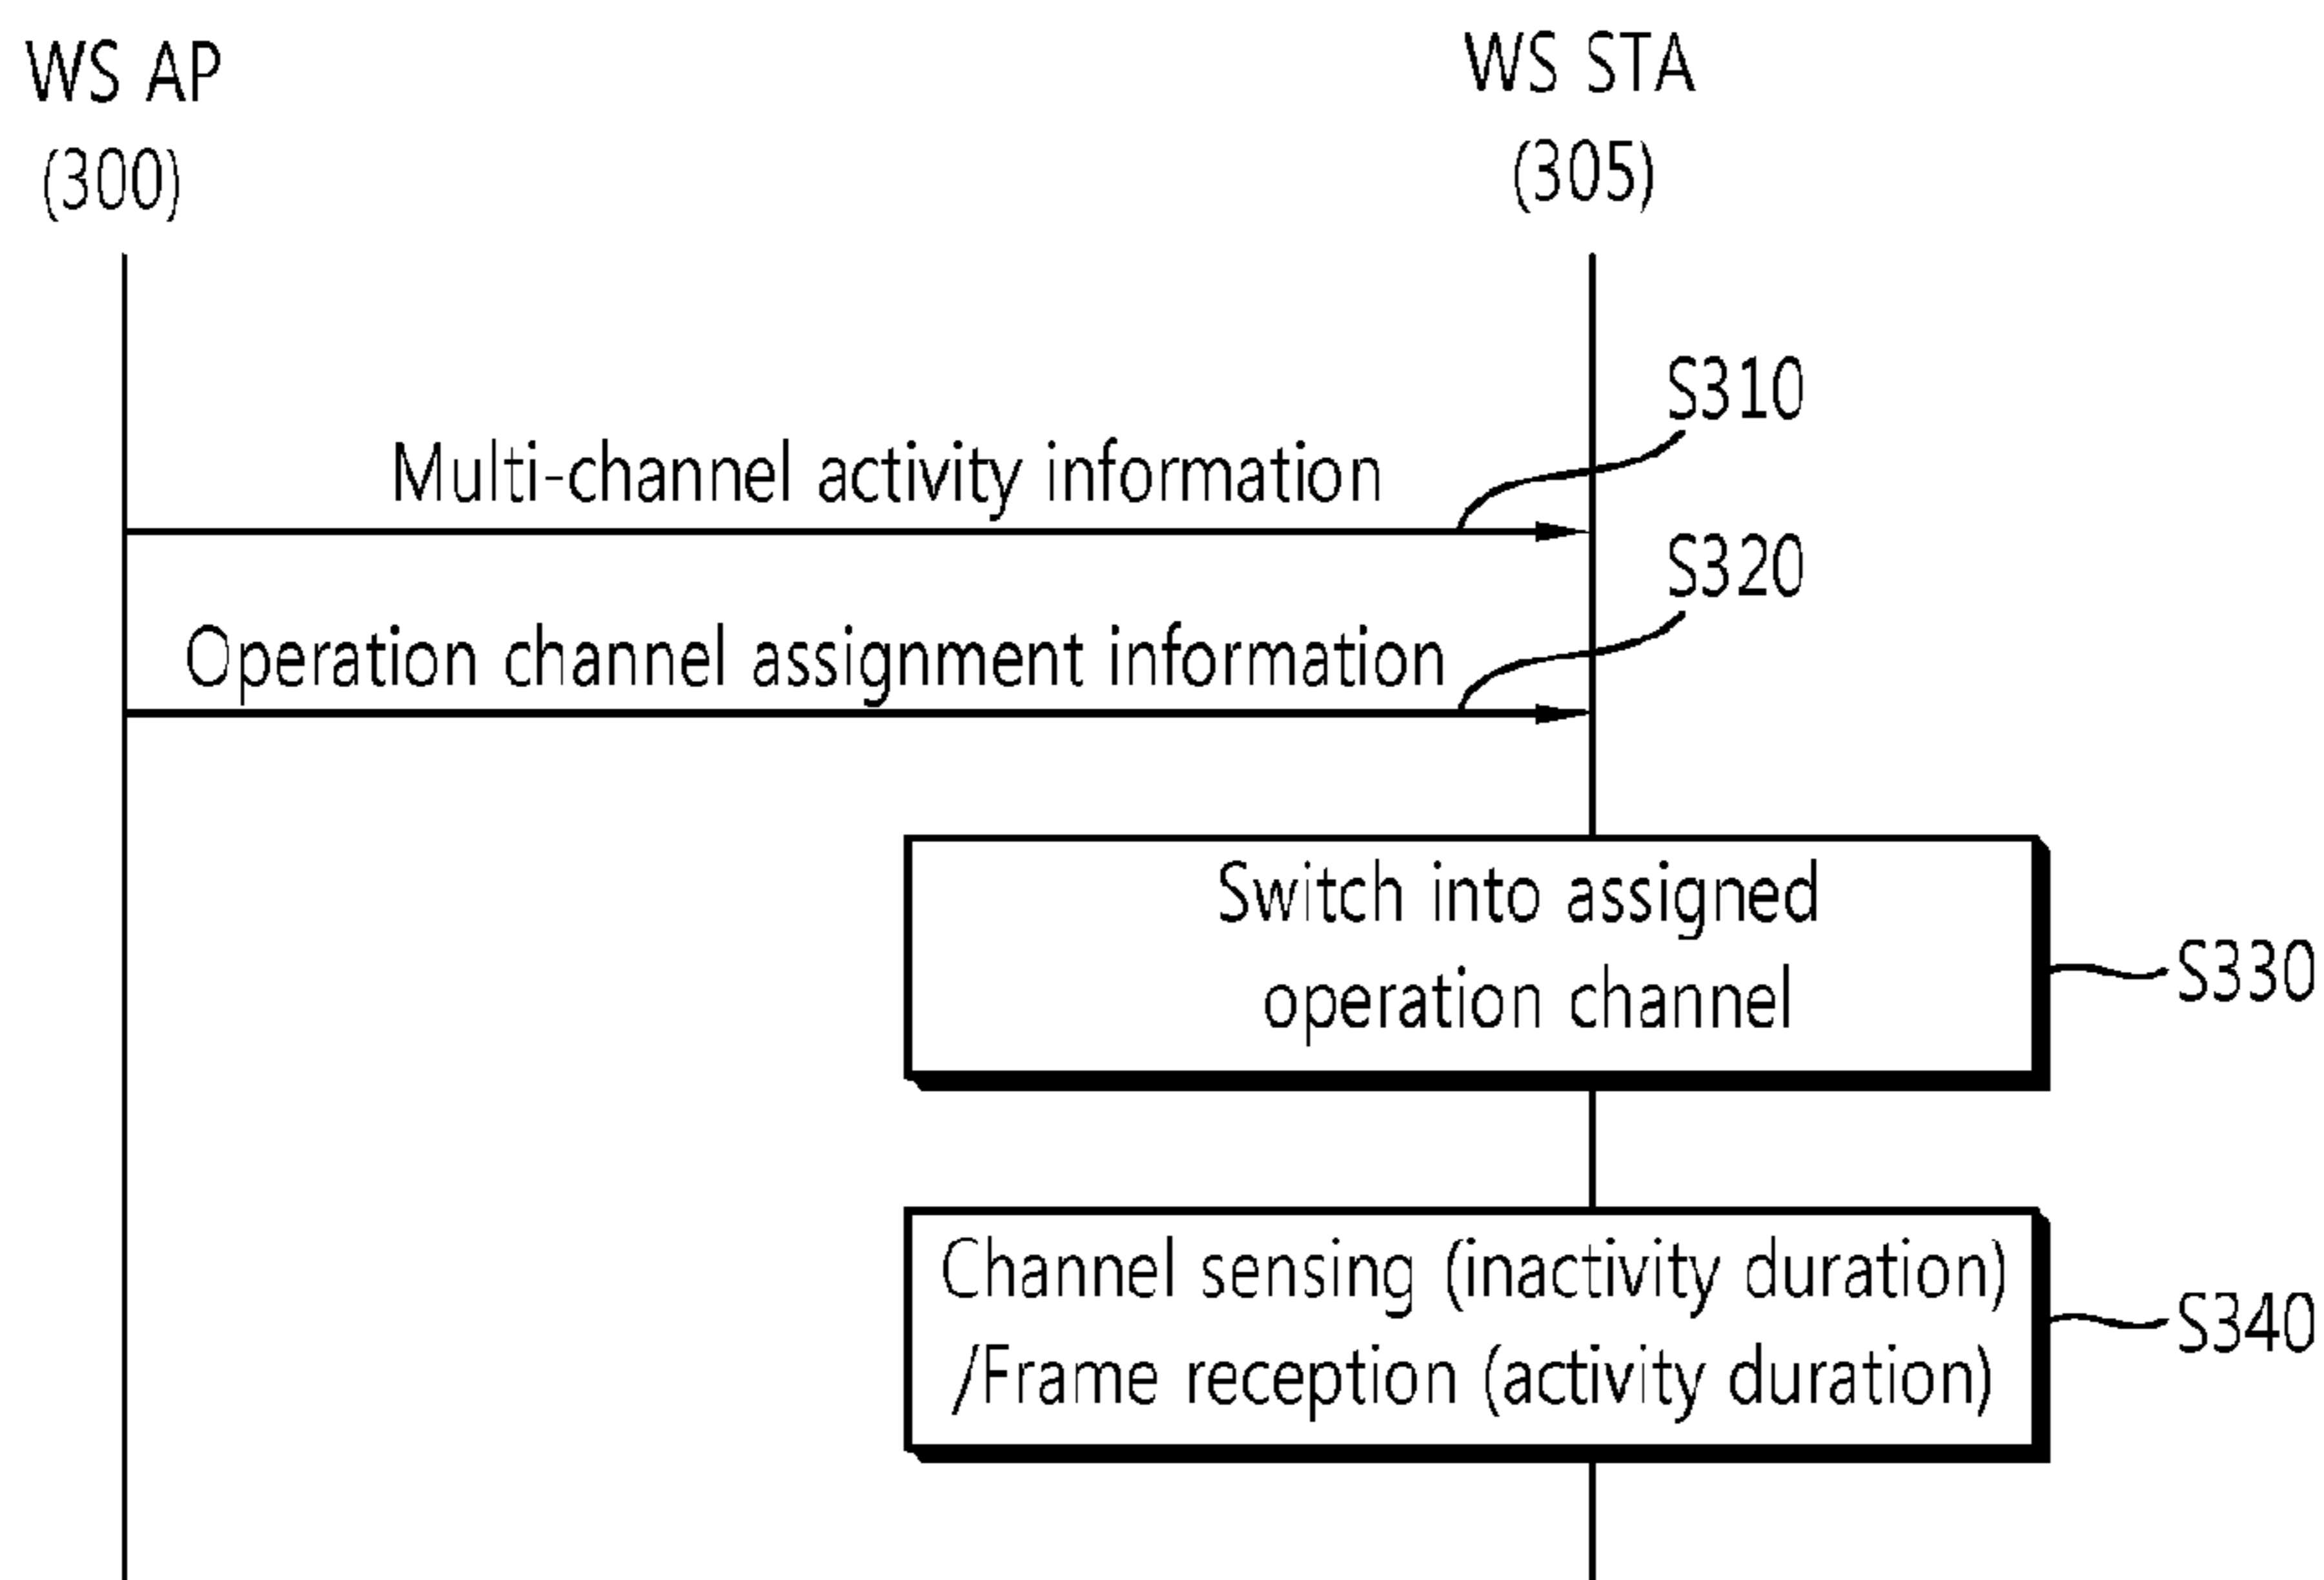 WS AP
(300)
WS STA
(305)
S310
Multi-channel activity information
S320
Operation channel assignment information
Switch into assigned
operation channel
S330
Channel sensing (inactivity duration)
/Frame reception (activity duration)
S340